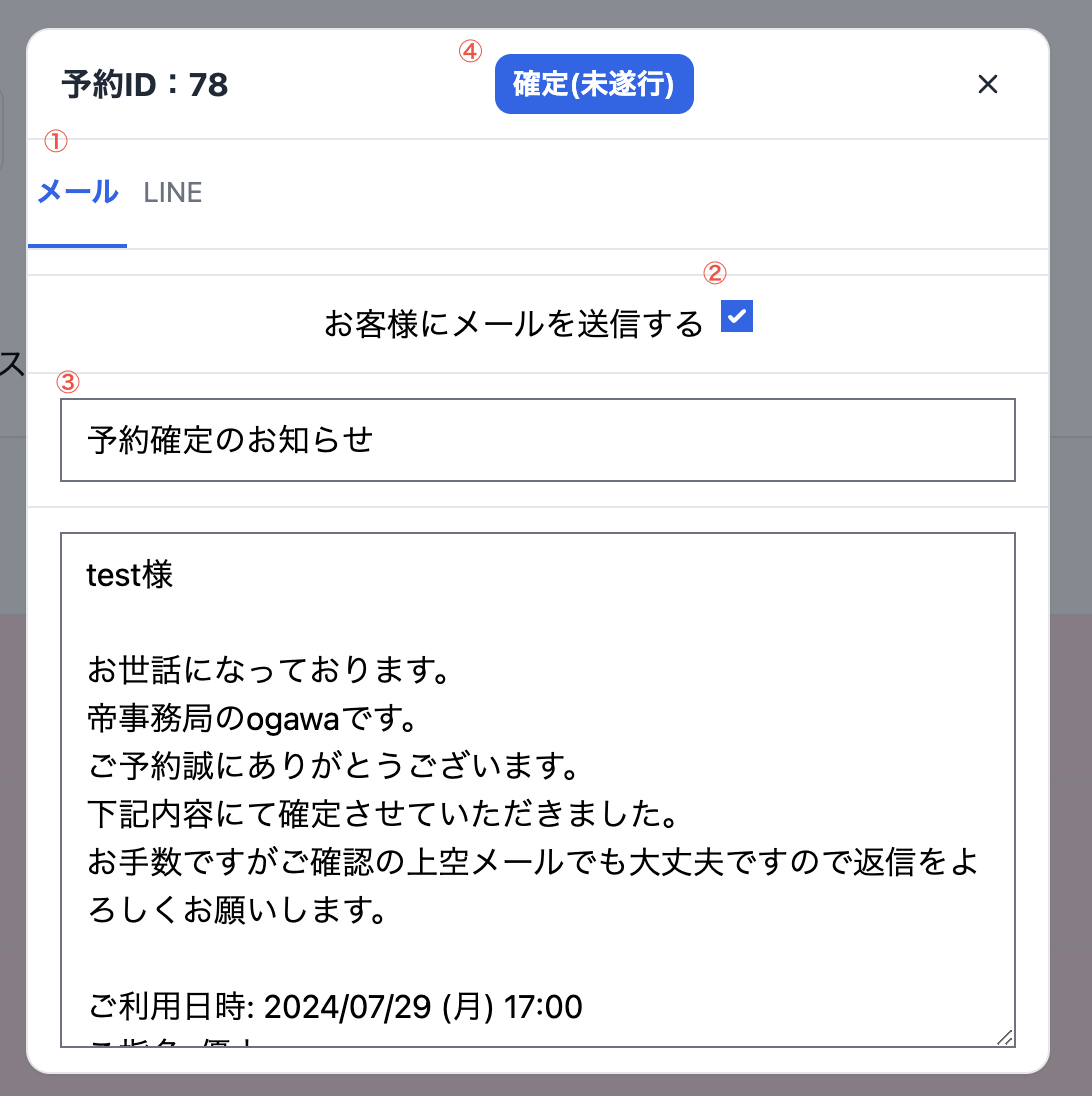 ④
予約ID：78
確定(未遂行)
①
メール
LINE
②
お客様にメールを送信する
ス
③
予約確定のお知らせ
test様
お世話になっております。
帝事務局のogawaです。
ご予約誠にありがとうございます。
下記内容にて確定させていただきました。
お手数ですがご確認の上空メールでも大丈夫ですので返信をよ
ろしくお願いします。
ご利用日時: 2024/07/29 (月) 17:00